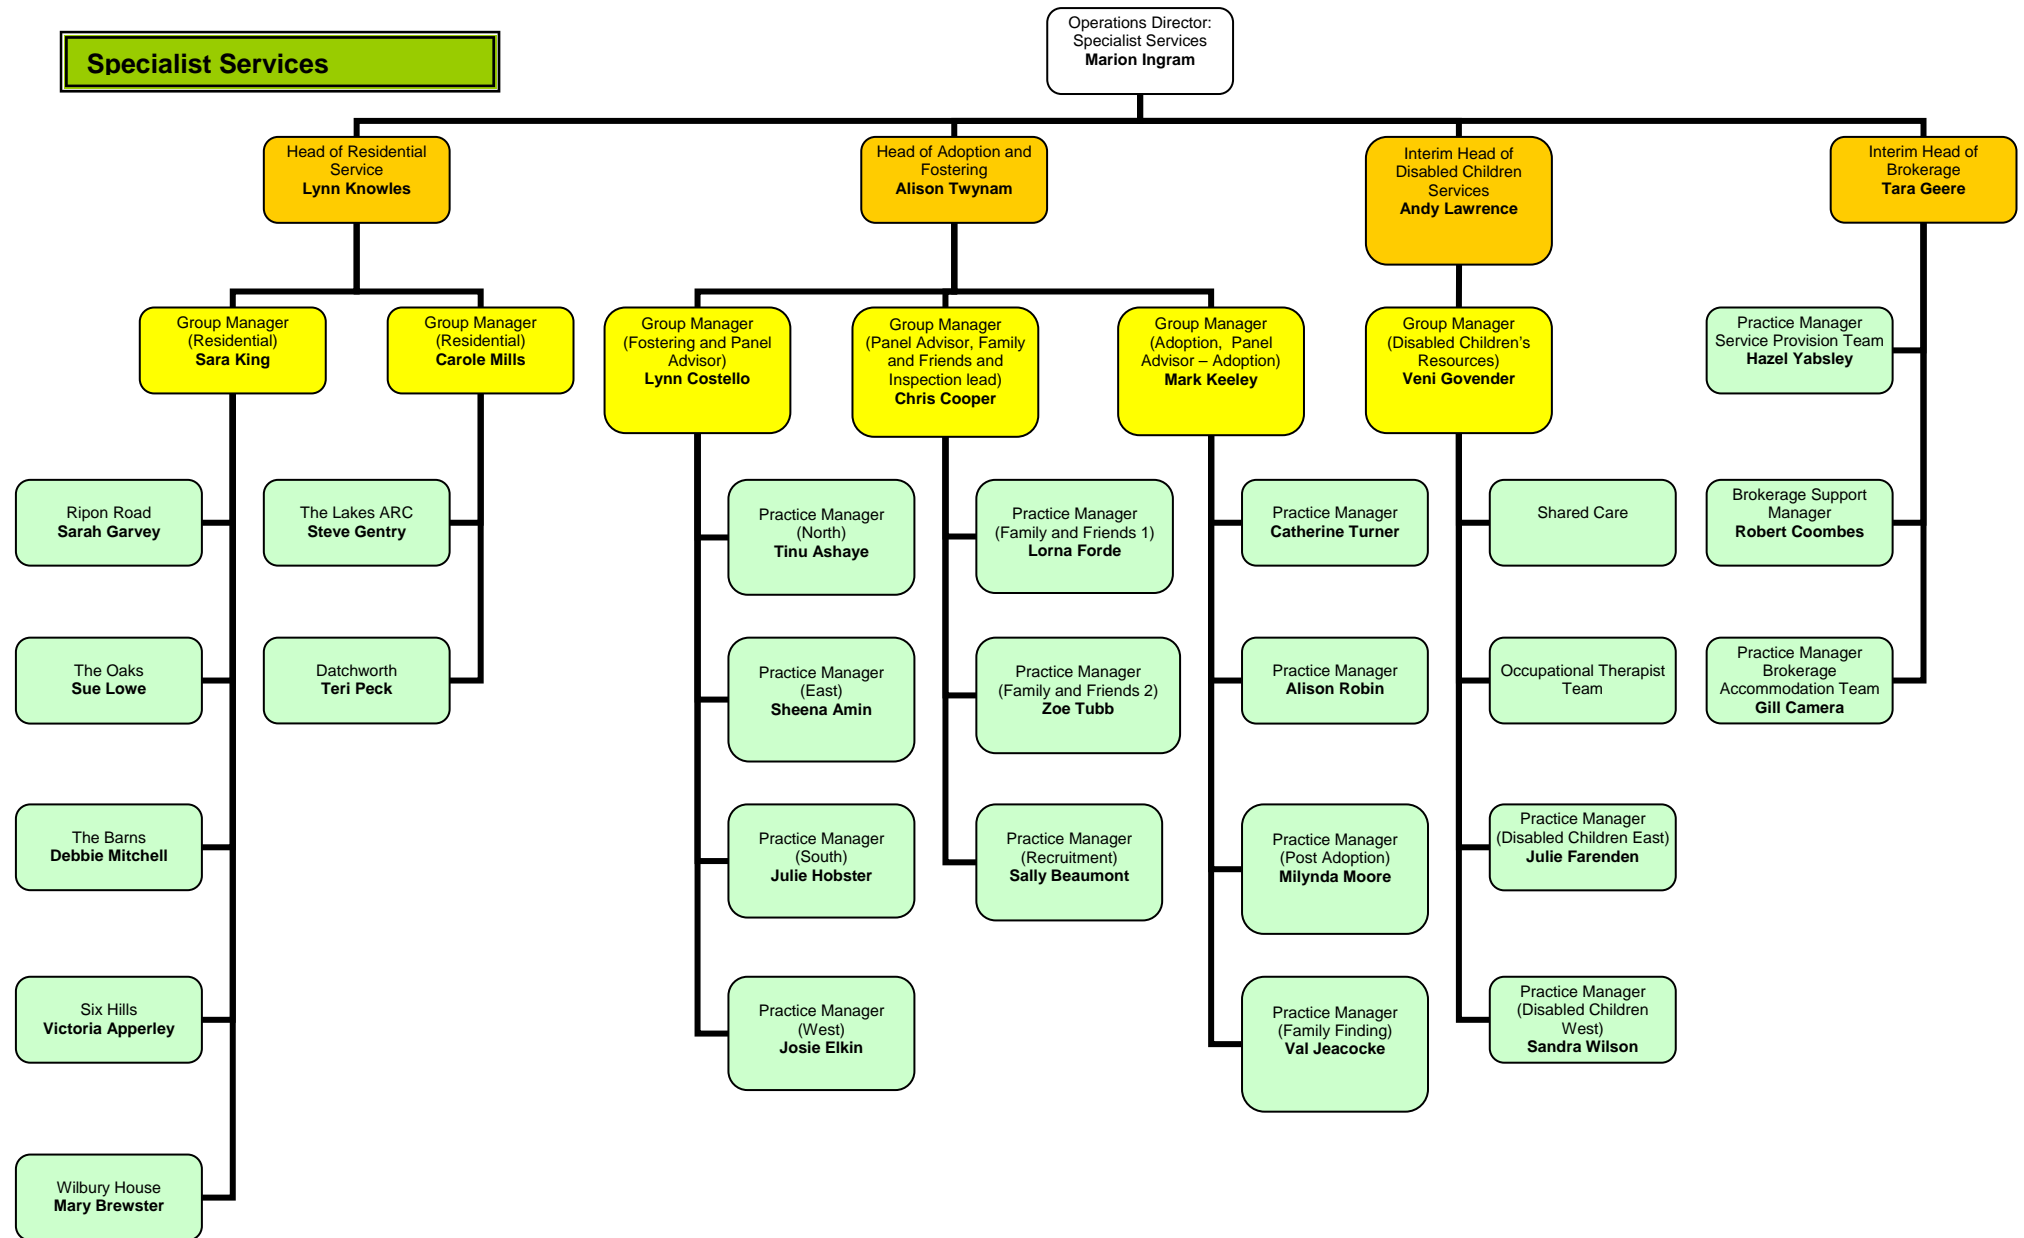 Specialist Services
Operations Director:
Specialist Services
Marion Ingram
Head of Residential
Service
Lynn Knowles
Head of Adoption and
Fostering
Alison Twynam
Interim Head of
Disabled Children
Services
Andy Lawrence
Interim Head of
Brokerage
Tara Geere
Group Manager
(Residential)
Sara King
Group Manager
(Residential)
Carole Mills
Group Manager
(Fostering and Panel
Advisor)
Lynn Costello
Group Manager
(Panel Advisor, Family
and Friends and
Inspection lead)
Chris Cooper
Group Manager
(Adoption, Panel
Advisor – Adoption)
Mark Keeley
Group Manager
(Disabled Children's
Resources)
Veni Govender
Practice Manager
Service Provision Team
Hazel Yabsley
Ripon Road
Sarah Garvey
The Lakes ARC
Steve Gentry
Practice Manager
(North)
Tinu Ashaye
Practice Manager
(Family and Friends 1)
Lorna Forde
Practice Manager
Catherine Turner
Shared Care
Brokerage Support
Manager
Robert Coombes
The Oaks
Sue Lowe
Datchworth
Teri Peck
Practice Manager
(East)
Sheena Amin
Practice Manager
(Family and Friends 2)
Zoe Tubb
Practice Manager
Alison Robin
Occupational Therapist
Team
Practice Manager
Brokerage
Accommodation Team
Gill Camera
The Barns
Debbie Mitchell
Practice Manager
(South)
Julie Hobster
Practice Manager
(Recruitment)
Sally Beaumont
Practice Manager
(Post Adoption)
Milynda Moore
Practice Manager
(Disabled Children East)
Julie Farenden
Six Hills
Victoria Apperley
Practice Manager
(West)
Josie Elkin
Practice Manager
(Family Finding)
Val Jeacocke
Practice Manager
(Disabled Children
West)
Sandra Wilson
Wilbury House
Mary Brewster